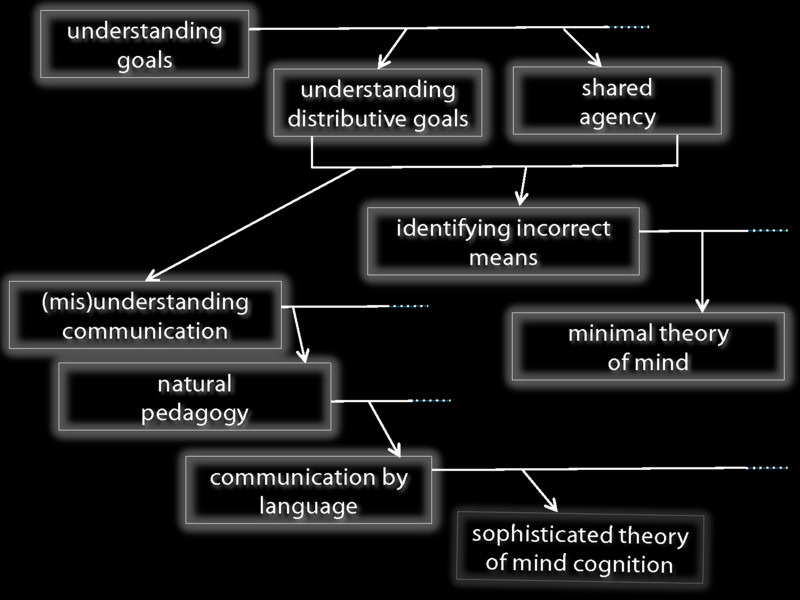 understanding
goals
understanding
distributive goals
shared
agency
identifying incorrect
means
(mis)understanding
communication
minimal theory
of mind
natural
pedagogy
communication by
language
sophisticated theory
of mind cognition